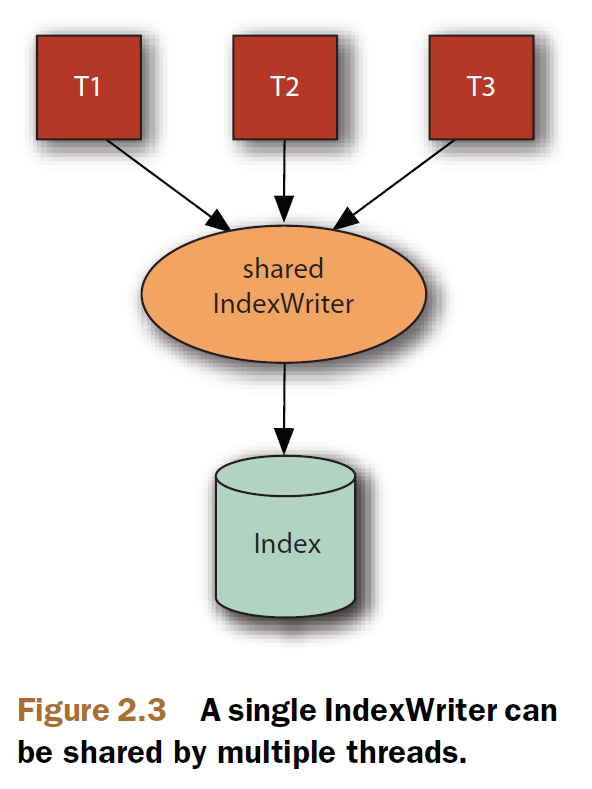 T1 T2 T3
shared
IndexWriter
Index
Figure 2.3 A single IndexWriter can
be shared by multiple threads.